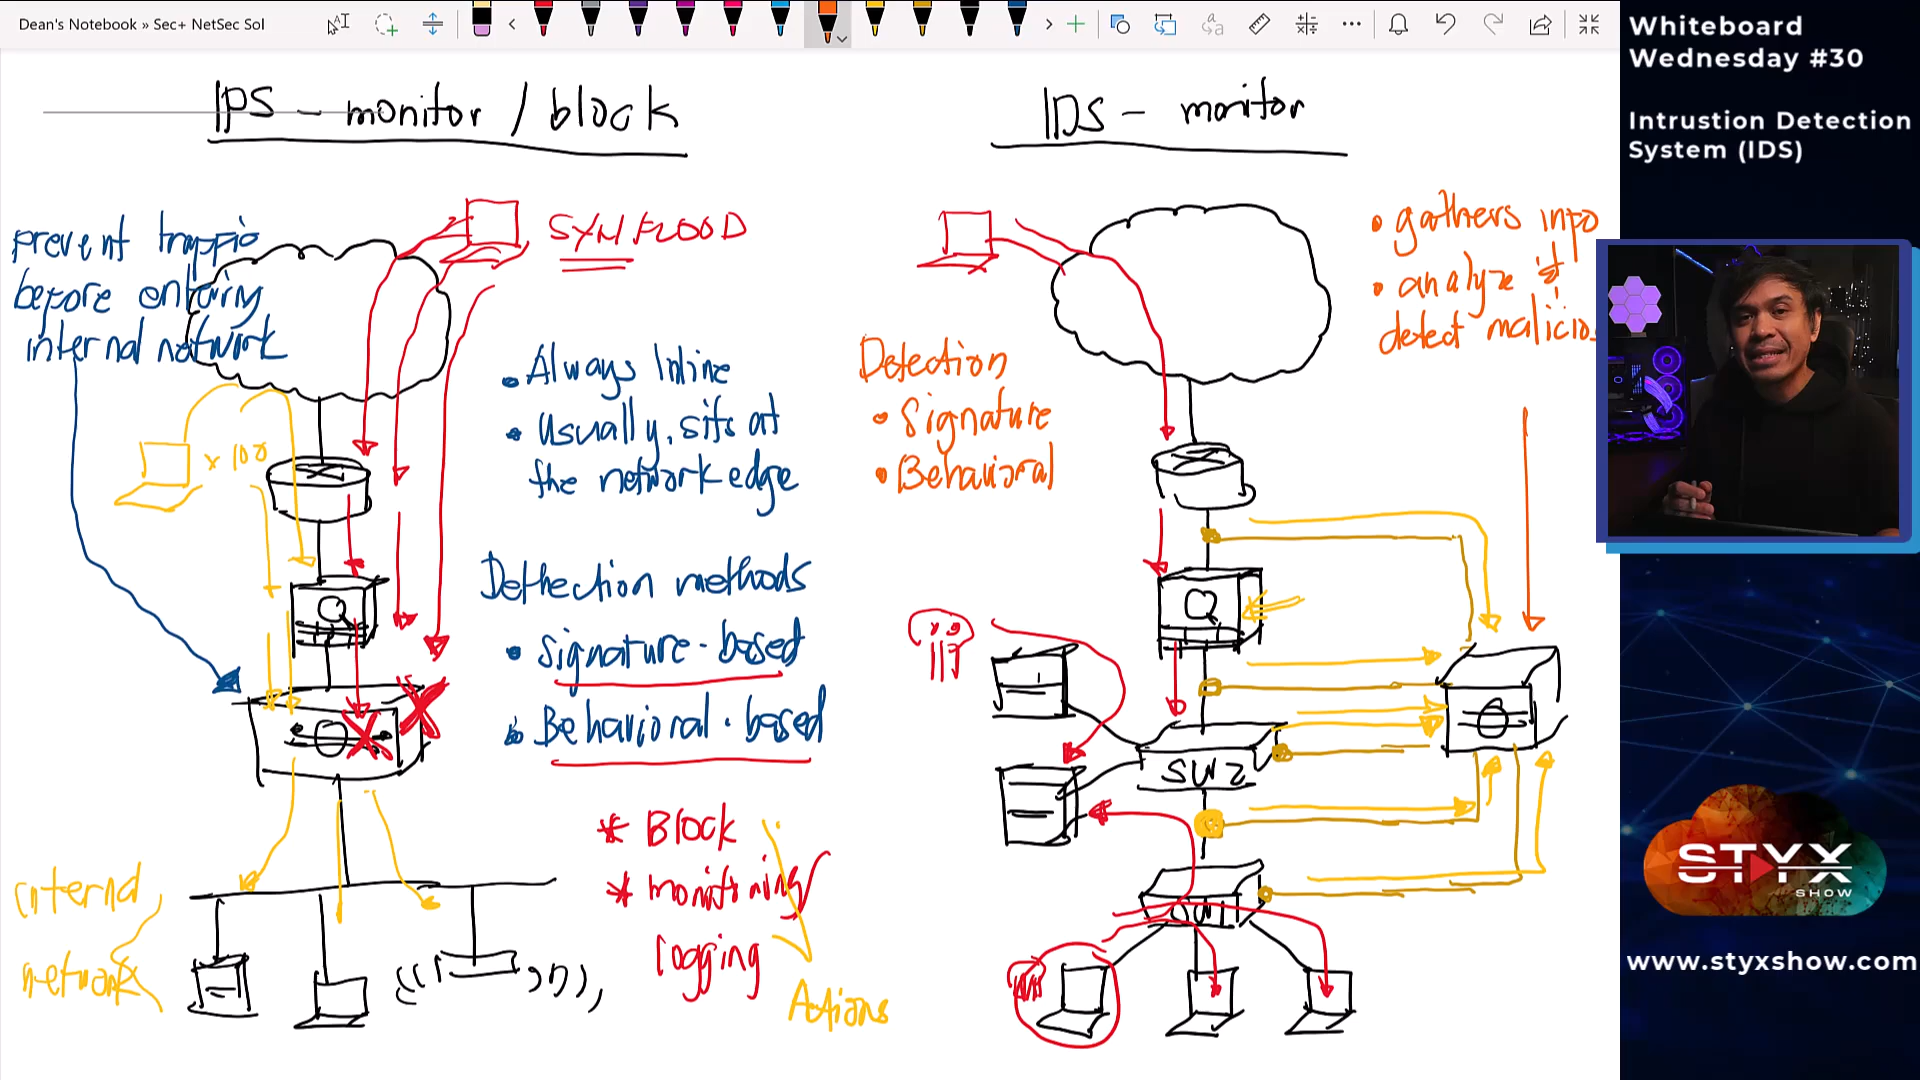 Dean's Notebook » Sec+ NetSec Sol
IPS - monitor / block
prevent traffic
before entering
internal network
SYN FLOOD
x 100
• Always Inline
• Usually, sits at
the network edge
Dethection methods
• Signature-based
• Behavioral-based
* Block
* monitoring/
logging
Actions
internal
network
IDS - monitor
• gathers info
• analyze it
detect malicio
Detection
• Signature
• Behavioral
SW2
SW1
Whiteboard
Wednesday #30
Intrustion Detection
System (IDS)
STYX
SHOW
www.styxshow.com